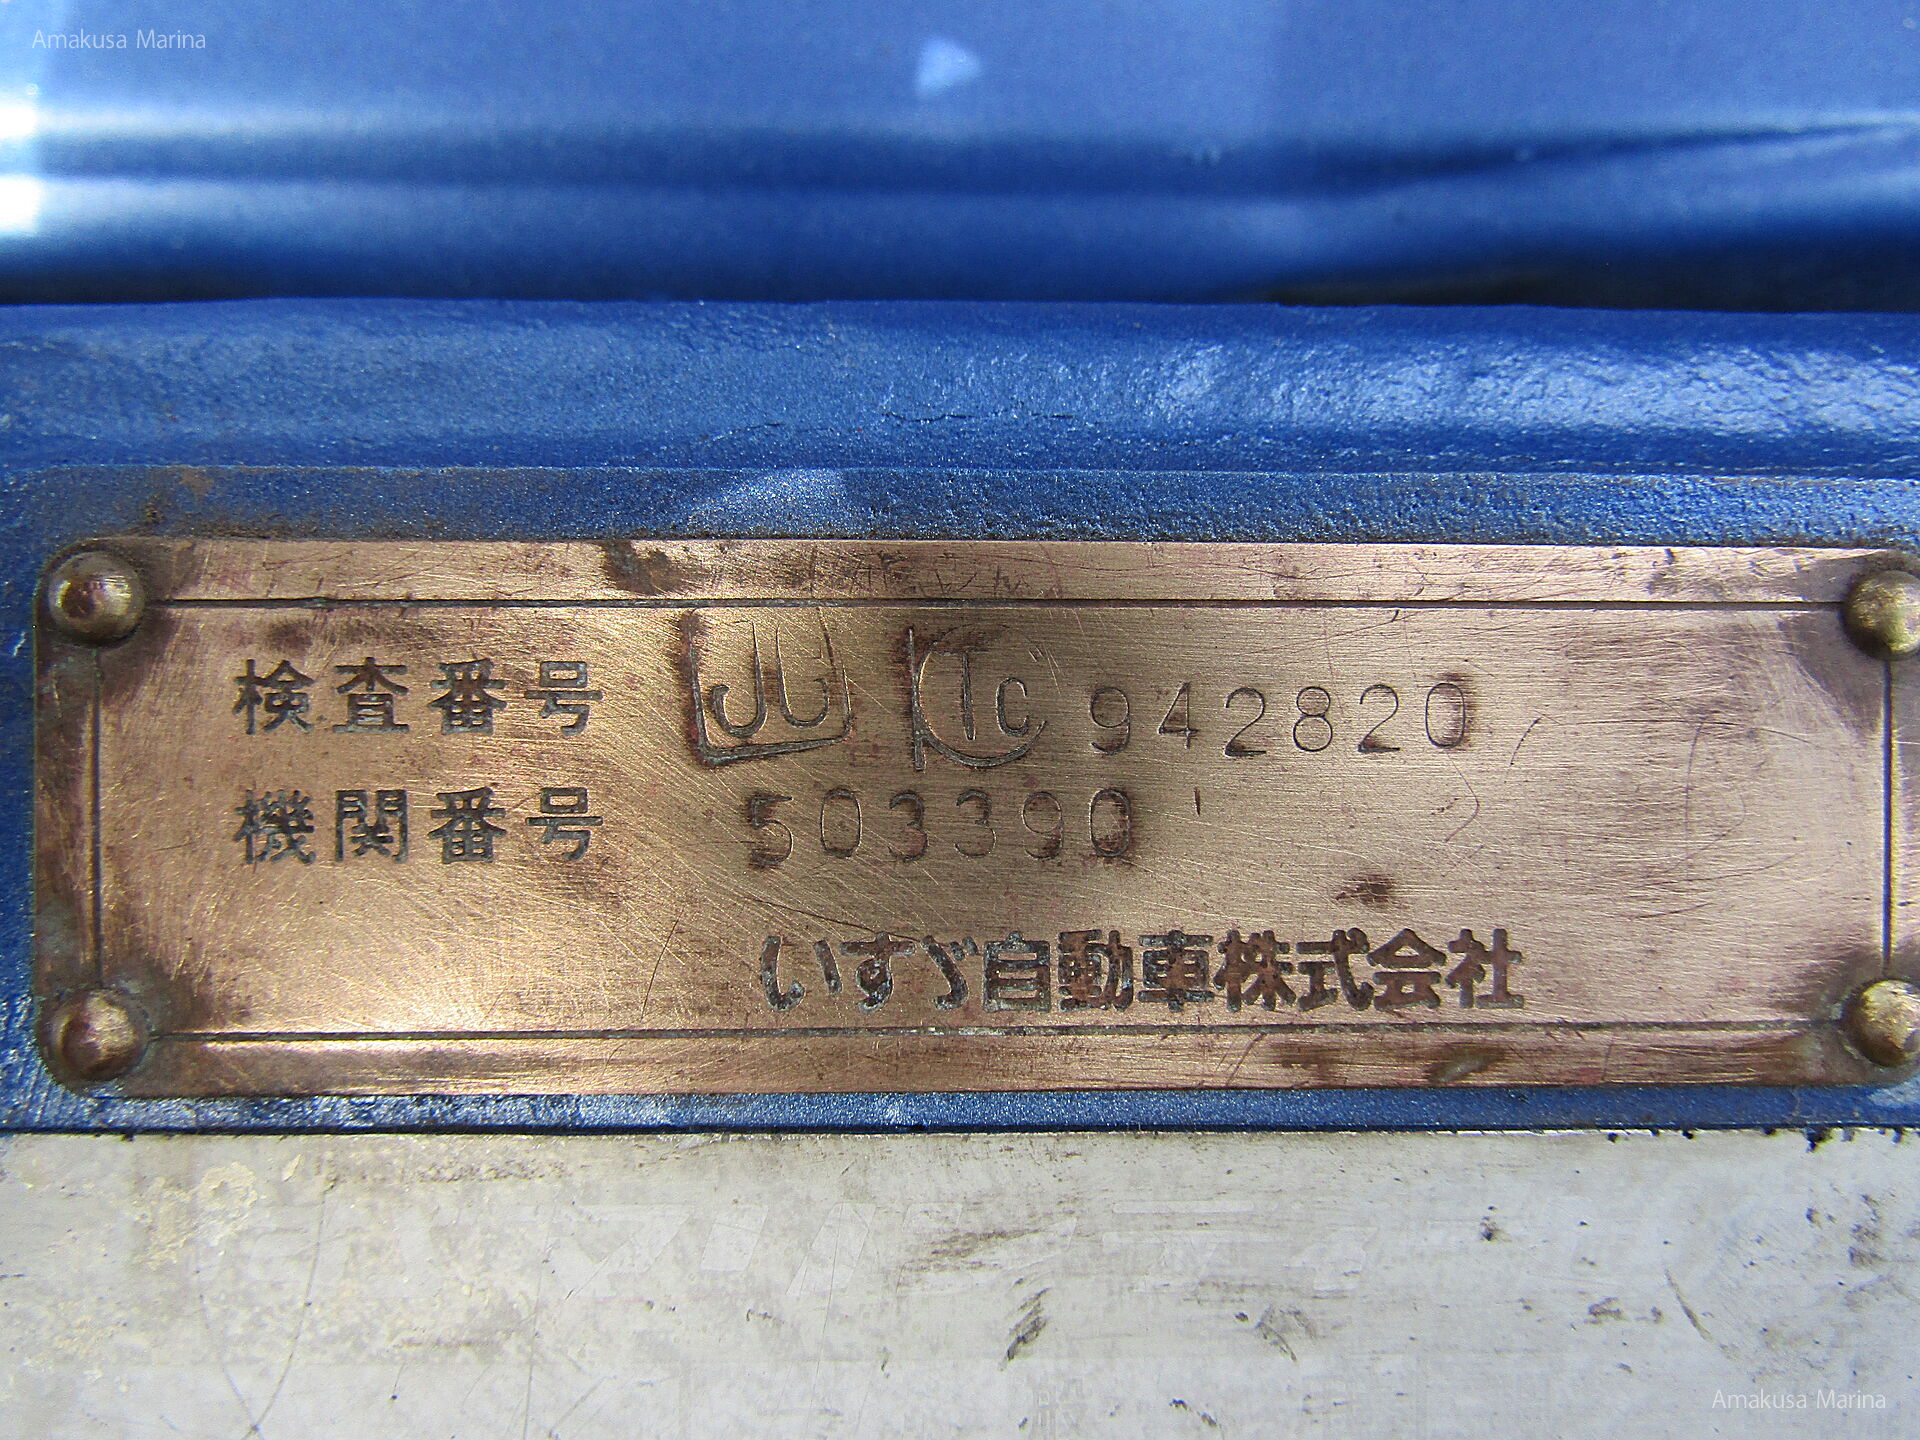 Amakusa Marina
検査番号 JG TC 942820
機関番号 503390
いすゞ自動車株式会社
Amakusa Marina